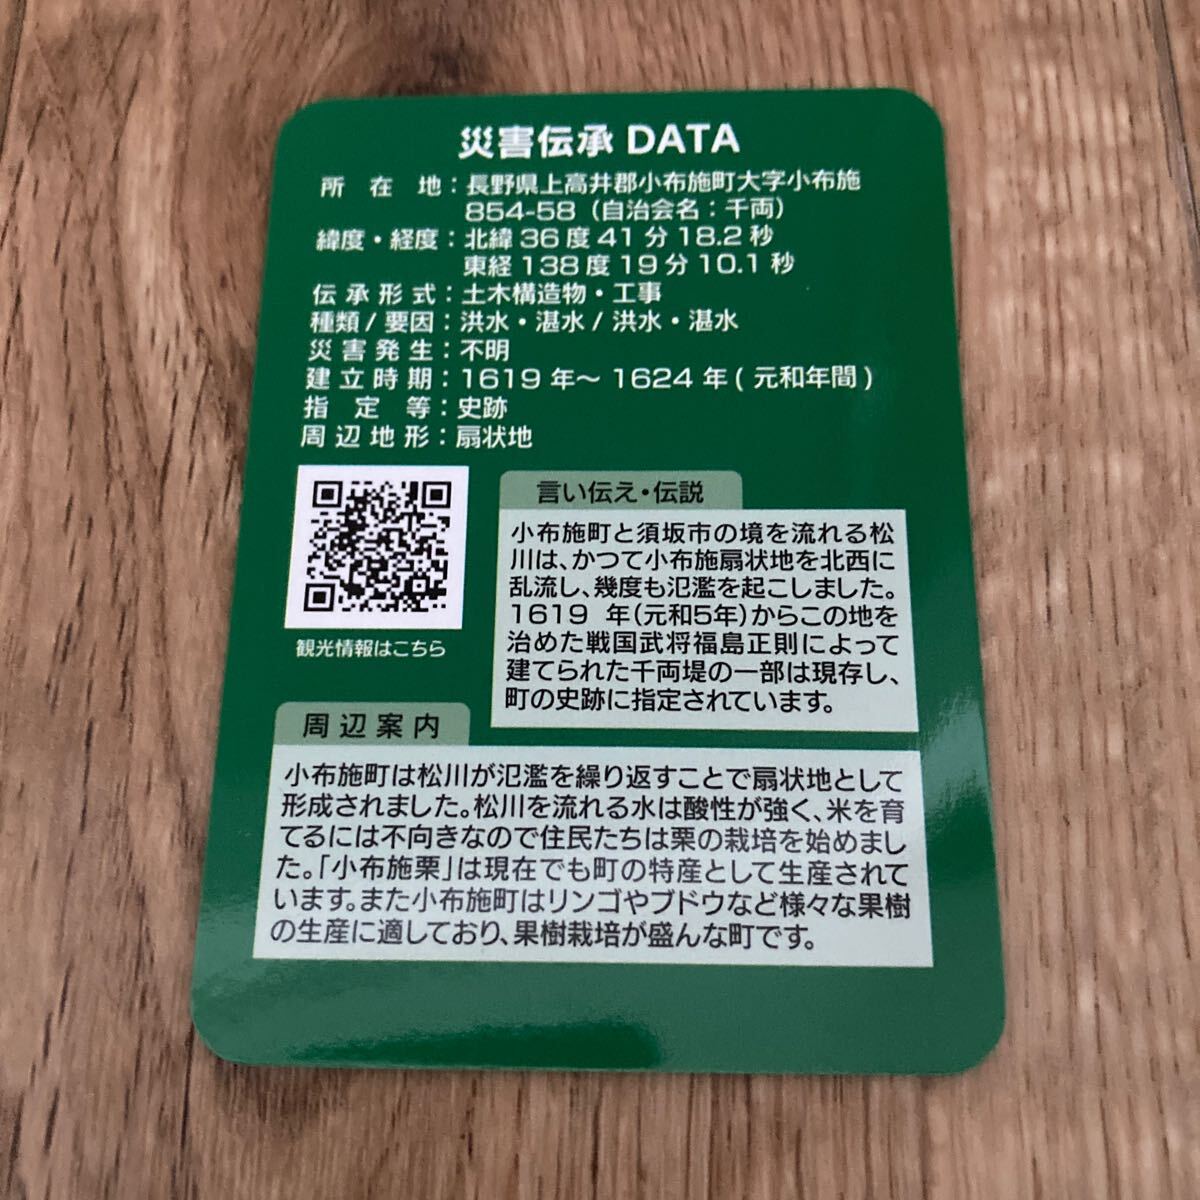 災害伝承 DATA
所在地：長野県上高井郡小布施町大字小布施
854-58（自治会名：千両）
緯度・経度：北緯 36 度 41 分 18.2 秒
東経 138 度 19 分 10.1 秒
伝承形式：土木構造物・工事
種類 / 要因：洪水・湛水 / 洪水・湛水
災害発生：不明
建立時期：1619 年～ 1624 年 ( 元和年間 )
指定等：史跡
周辺地形：扇状地
観光情報はこちら
言い伝え・伝説
小布施町と須坂市の境を流れる松
川は、かつて小布施扇状地を北西に
乱流し、幾度も氾濫を起こしました。
1619 年（元和5年）からこの地を
治めた戦国武将福島正則によって
建てられた千両堤の一部は現存し、
町の史跡に指定されています。
周辺案内
小布施町は松川が氾濫を繰り返すことで扇状地として
形成されました。松川を流れる水は酸性が強く、米を育
てるには不向きなので住民たちは栗の栽培を始めまし
た。「小布施栗」は現在でも町の特産として生産されて
います。また小布施町はリンゴやブドウなど様々な果樹
の生産に適しており、果樹栽培が盛んな町です。